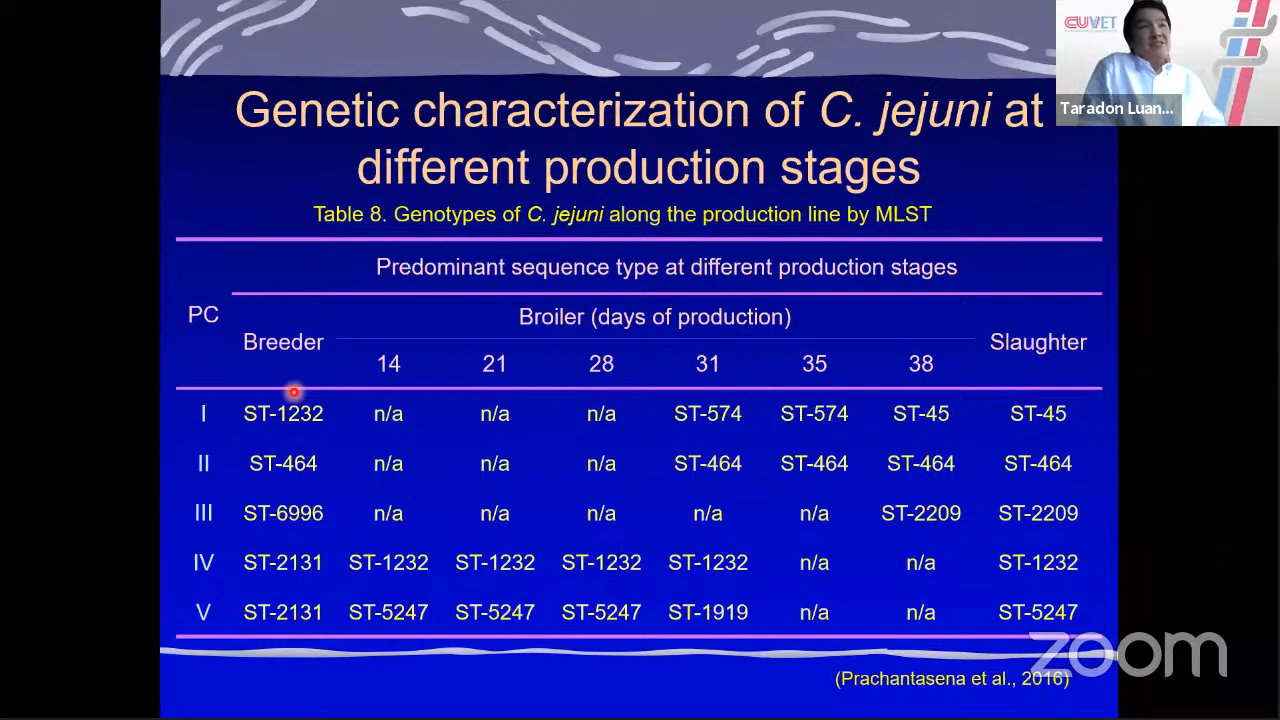 CUVET
Taradon Luan...
Genetic characterization of C. jejuni at
different production stages
Table 8. Genotypes of C. jejuni along the production line by MLST
Predominant sequence type at different production stages
PC
Breeder
Broiler (days of production)
Slaughter
14 21 28 31 35 38
I ST-1232 n/a n/a n/a ST-574 ST-574 ST-45 ST-45
II ST-464 n/a n/a n/a ST-464 ST-464 ST-464 ST-464
III ST-6996 n/a n/a n/a n/a n/a ST-2209 ST-2209
IV ST-2131 ST-1232 ST-1232 ST-1232 ST-1232 n/a n/a ST-1232
V ST-2131 ST-5247 ST-5247 ST-5247 ST-1919 n/a n/a ST-5247
zoom
(Prachantasena et al., 2016)